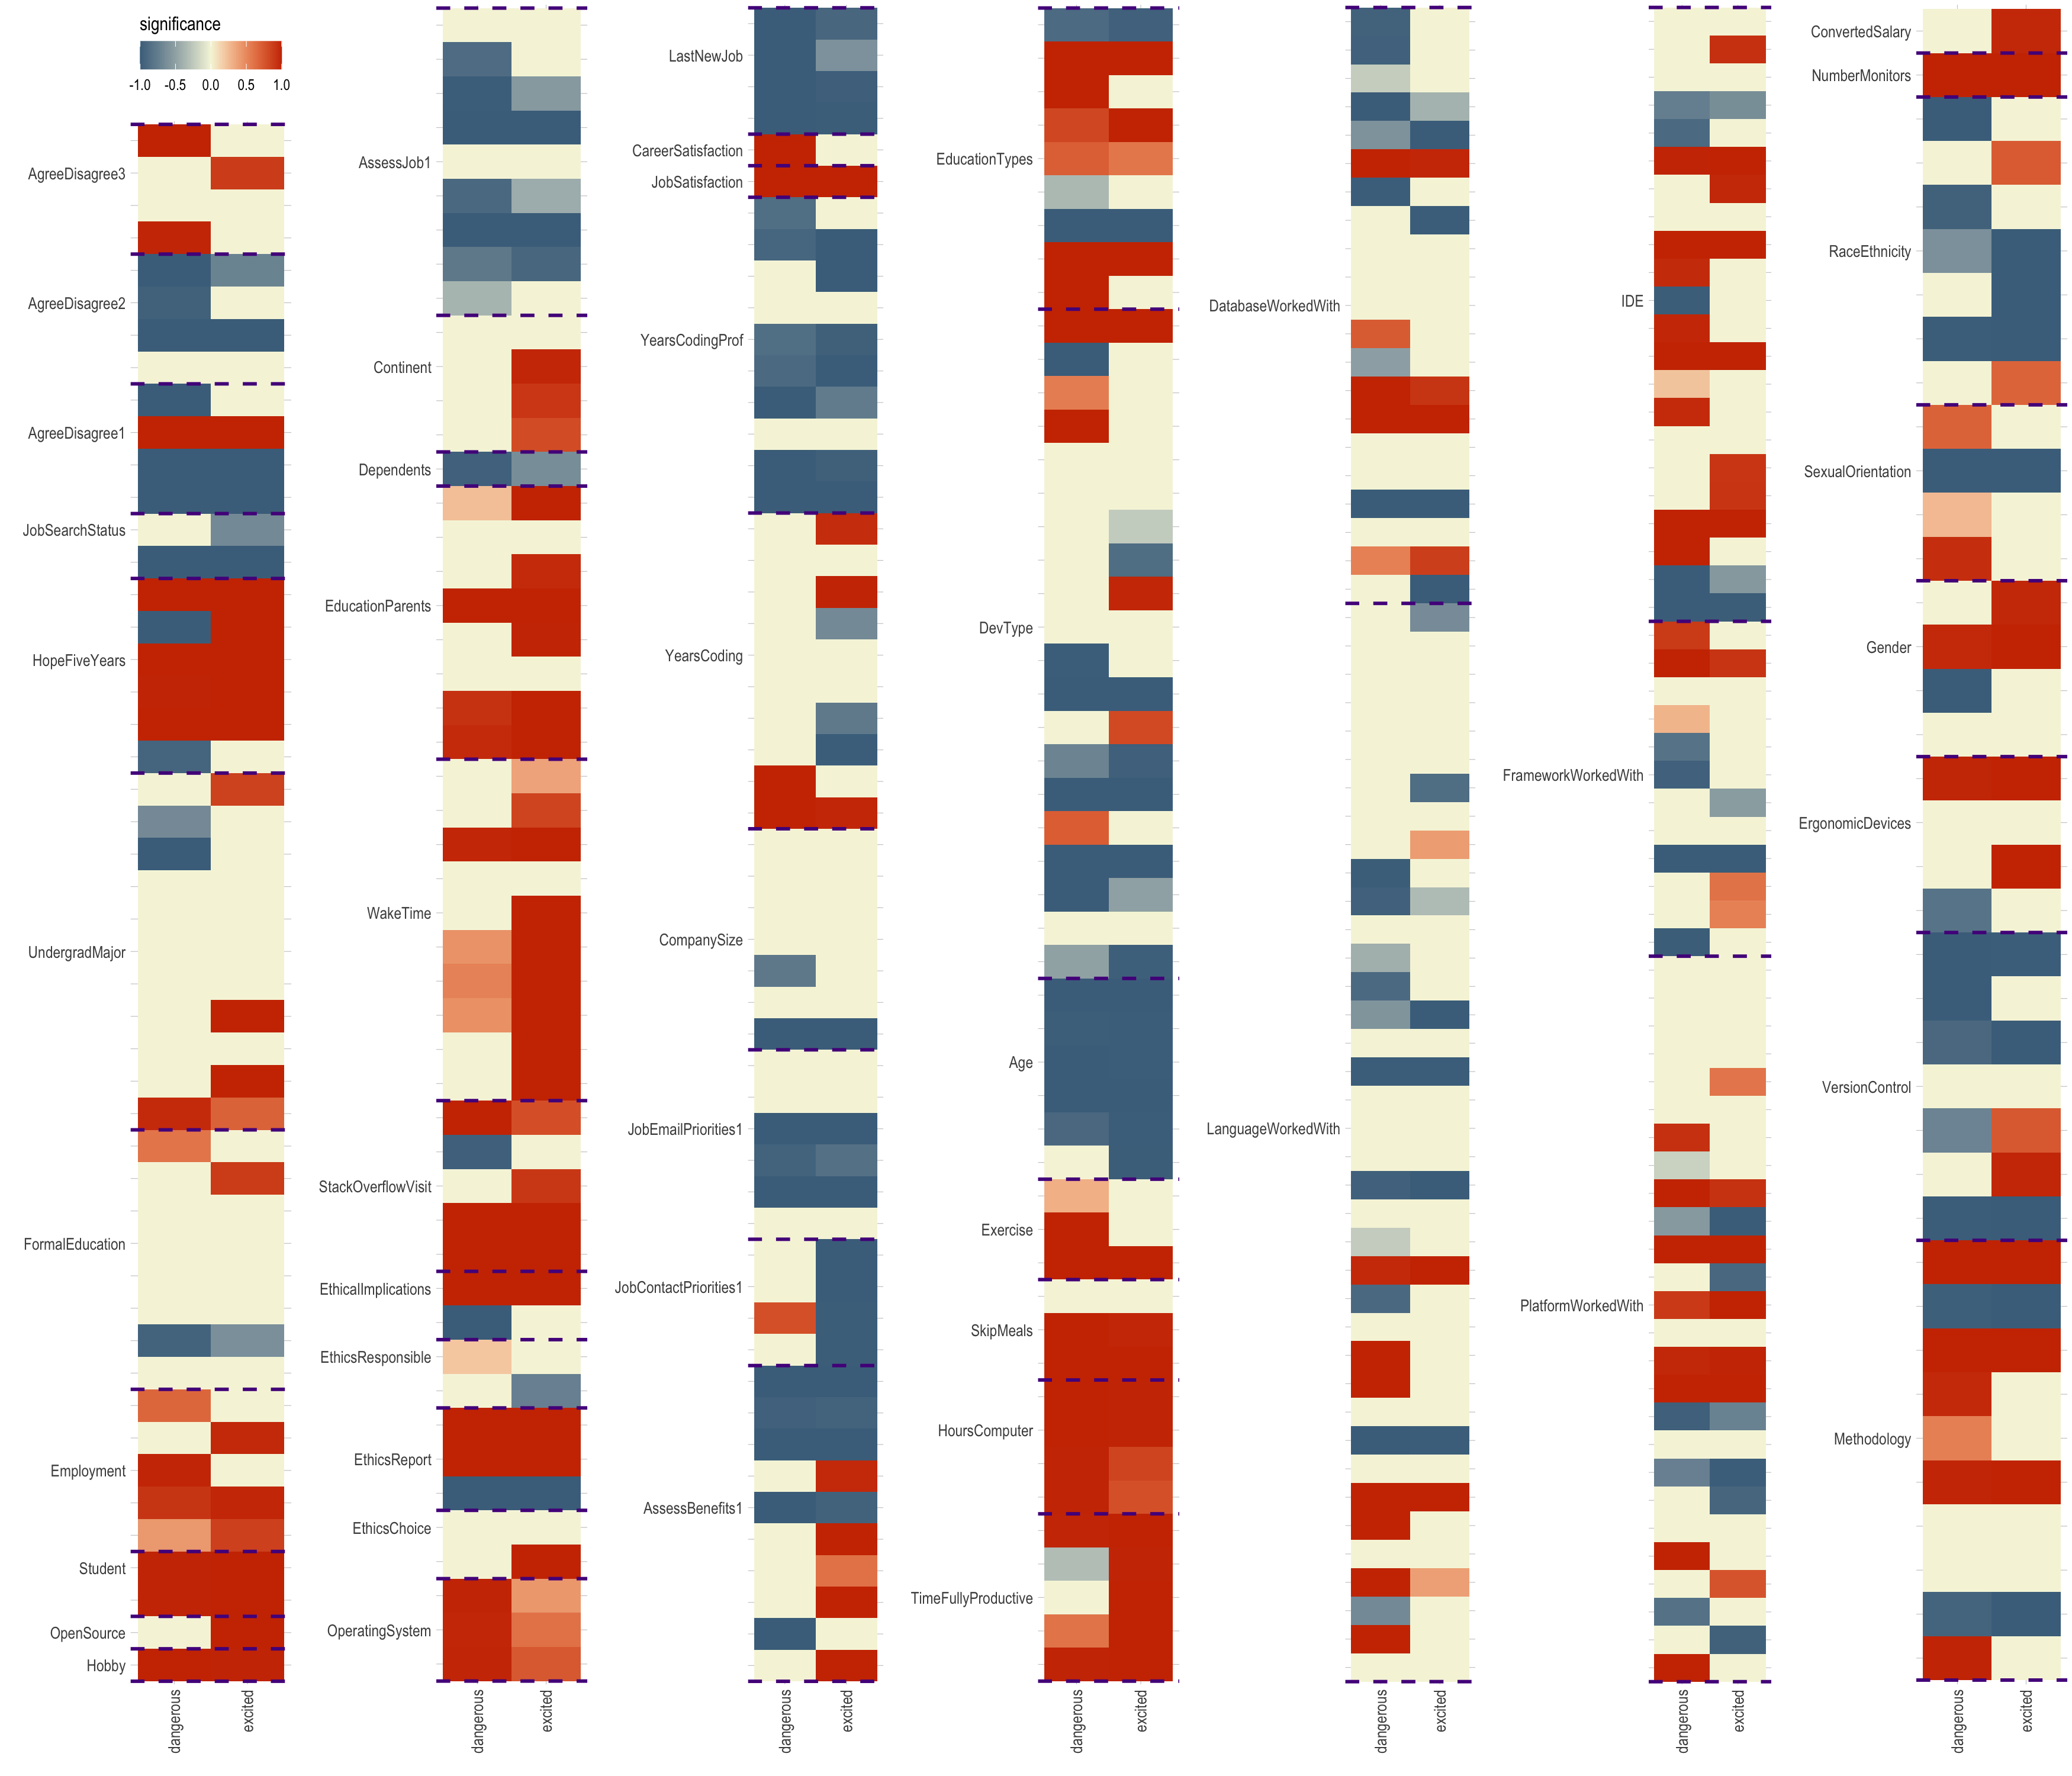 significance
-1.0 -0.5 0.0 0.5 1.0
AgreeDisagree3
AgreeDisagree2
AgreeDisagree1
JobSearchStatus
HopeFiveYears
UndergradMajor
FormalEducation
Employment
Student
OpenSource
Hobby
dangerous
excited
AssessJob1
Continent
Dependents
EducationParents
WakeTime
StackOverflowVisit
EthicalImplications
EthicsResponsible
EthicsReport
EthicsChoice
OperatingSystem
dangerous
excited
LastNewJob
CareerSatisfaction
JobSatisfaction
YearsCodingProf
YearsCoding
CompanySize
JobEmailPriorities1
JobContactPriorities1
AssessBenefits1
dangerous
excited
EducationTypes
DevType
Age
Exercise
SkipMeals
HoursComputer
TimeFullyProductive
dangerous
excited
DatabaseWorkedWith
LanguageWorkedWith
dangerous
excited
IDE
FrameworkWorkedWith
PlatformWorkedWith
dangerous
excited
ConvertedSalary
NumberMonitors
RaceEthnicity
SexualOrientation
Gender
ErgonomicDevices
VersionControl
Methodology
dangerous
excited